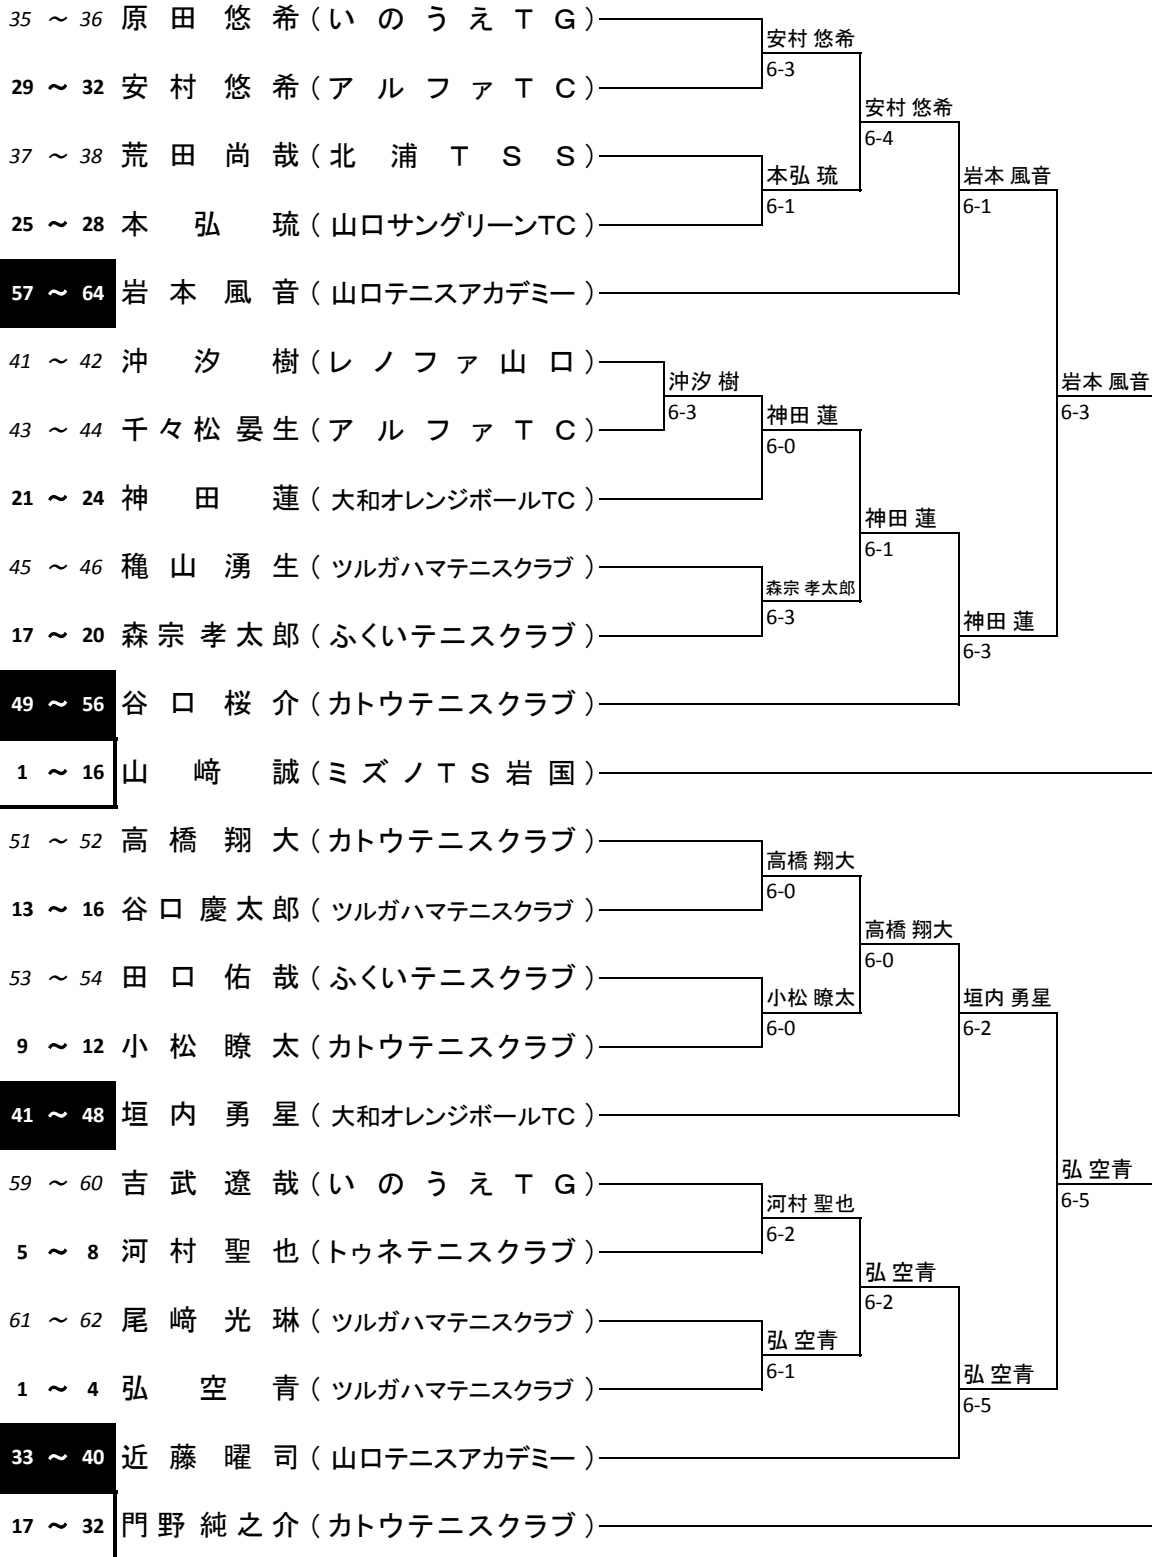 35 ～ 36 原田悠希（いのうえＴＧ）
安村 悠希
6-3
29 ～ 32 安村悠希（アルファＴＣ）
安村 悠希
6-4
37 ～ 38 荒田尚哉（北浦ＴＳＳ）
本弘 琉
6-1
岩本 風音
6-1
25 ～ 28 本弘琉（山口サングリーンTC）
57 ～ 64 岩本風音（山口テニスアカデミー）
41 ～ 42 沖汐樹（レノファ山口）
沖汐 樹
6-3
岩本 風音
6-3
43 ～ 44 千々松晏生（アルファＴＣ）
神田 蓮
6-0
21 ～ 24 神田蓮（大和オレンジボールTC）
神田 蓮
6-1
45 ～ 46 穐山湧生（ツルガハマテニスクラブ）
森宗 孝太郎
6-3
17 ～ 20 森宗孝太郎（ふくいテニスクラブ）
神田 蓮
6-3
49 ～ 56 谷口桜介（カトウテニスクラブ）
1 ～ 16 山﨑誠（ミズノＴＳ岩国）
51 ～ 52 高橋翔大（カトウテニスクラブ）
高橋 翔大
6-0
13 ～ 16 谷口慶太郎（ツルガハマテニスクラブ）
高橋 翔大
6-0
53 ～ 54 田口佑哉（ふくいテニスクラブ）
小松 瞭太
6-0
垣内 勇星
6-2
9 ～ 12 小松瞭太（カトウテニスクラブ）
41 ～ 48 垣内勇星（大和オレンジボールTC）
59 ～ 60 吉武遼哉（いのうえＴＧ）
弘 空青
6-5
河村 聖也
6-2
5 ～ 8 河村聖也（トゥネテニスクラブ）
弘 空青
6-2
61 ～ 62 尾﨑光琳（ツルガハマテニスクラブ）
弘 空青
6-1
1 ～ 4 弘空青（ツルガハマテニスクラブ）
弘 空青
6-5
33 ～ 40 近藤曜司（山口テニスアカデミー）
17 ～ 32 門野純之介（カトウテニスクラブ）